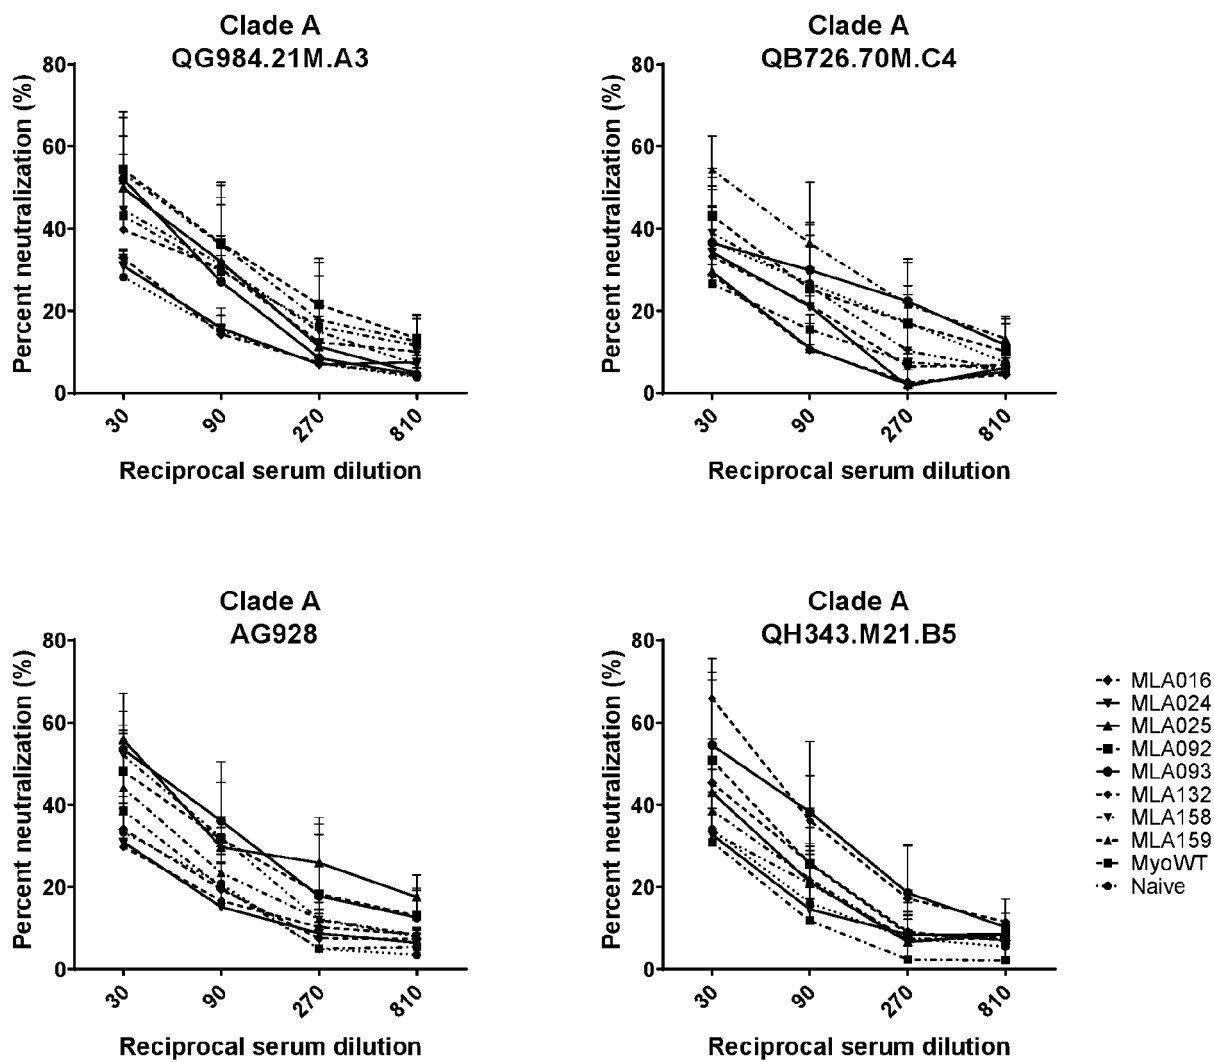 Clade A
QG984.21M.A3
Percent neutralization (%)
80
60
40
20
0
30
90
270
810
Reciprocal serum dilution
Clade A
QB726.70M.C4
Percent neutralization (%)
80
60
40
20
0
30
90
270
810
Reciprocal serum dilution
Clade A
AG928
Percent neutralization (%)
80
60
40
20
0
30
90
270
810
Reciprocal serum dilution
Clade A
QH343.M21.B5
Percent neutralization (%)
80
60
40
20
0
30
90
270
810
Reciprocal serum dilution
MLA016
MLA024
MLA025
MLA092
MLA093
MLA132
MLA158
MLA159
MyoWT
Naive